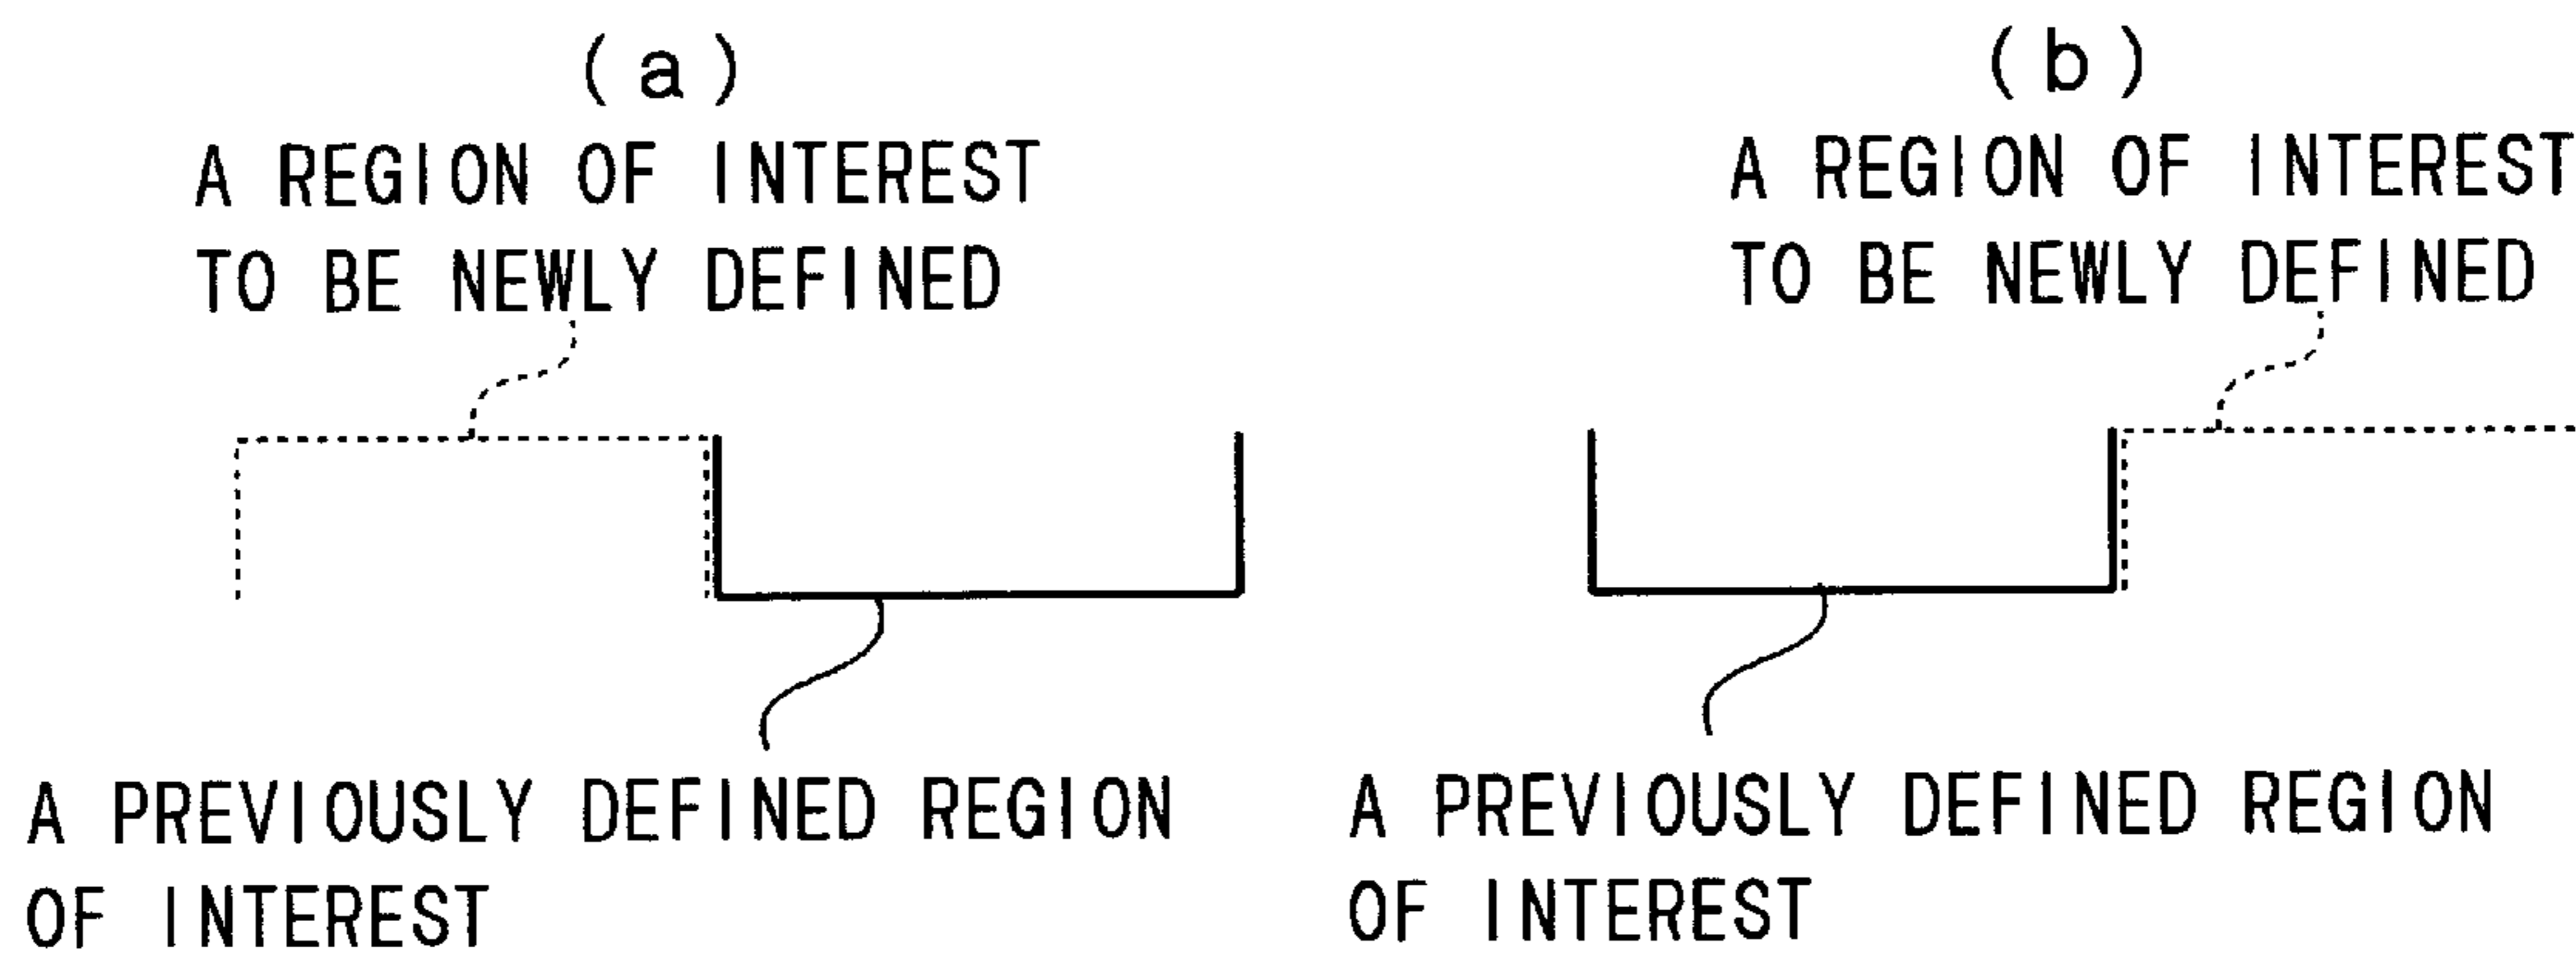 (a)
A REGION OF INTEREST
TO BE NEWLY DEFINED
A PREVIOUSLY DEFINED REGION
OF INTEREST
(b)
A REGION OF INTEREST
TO BE NEWLY DEFINED
A PREVIOUSLY DEFINED REGION
OF INTEREST